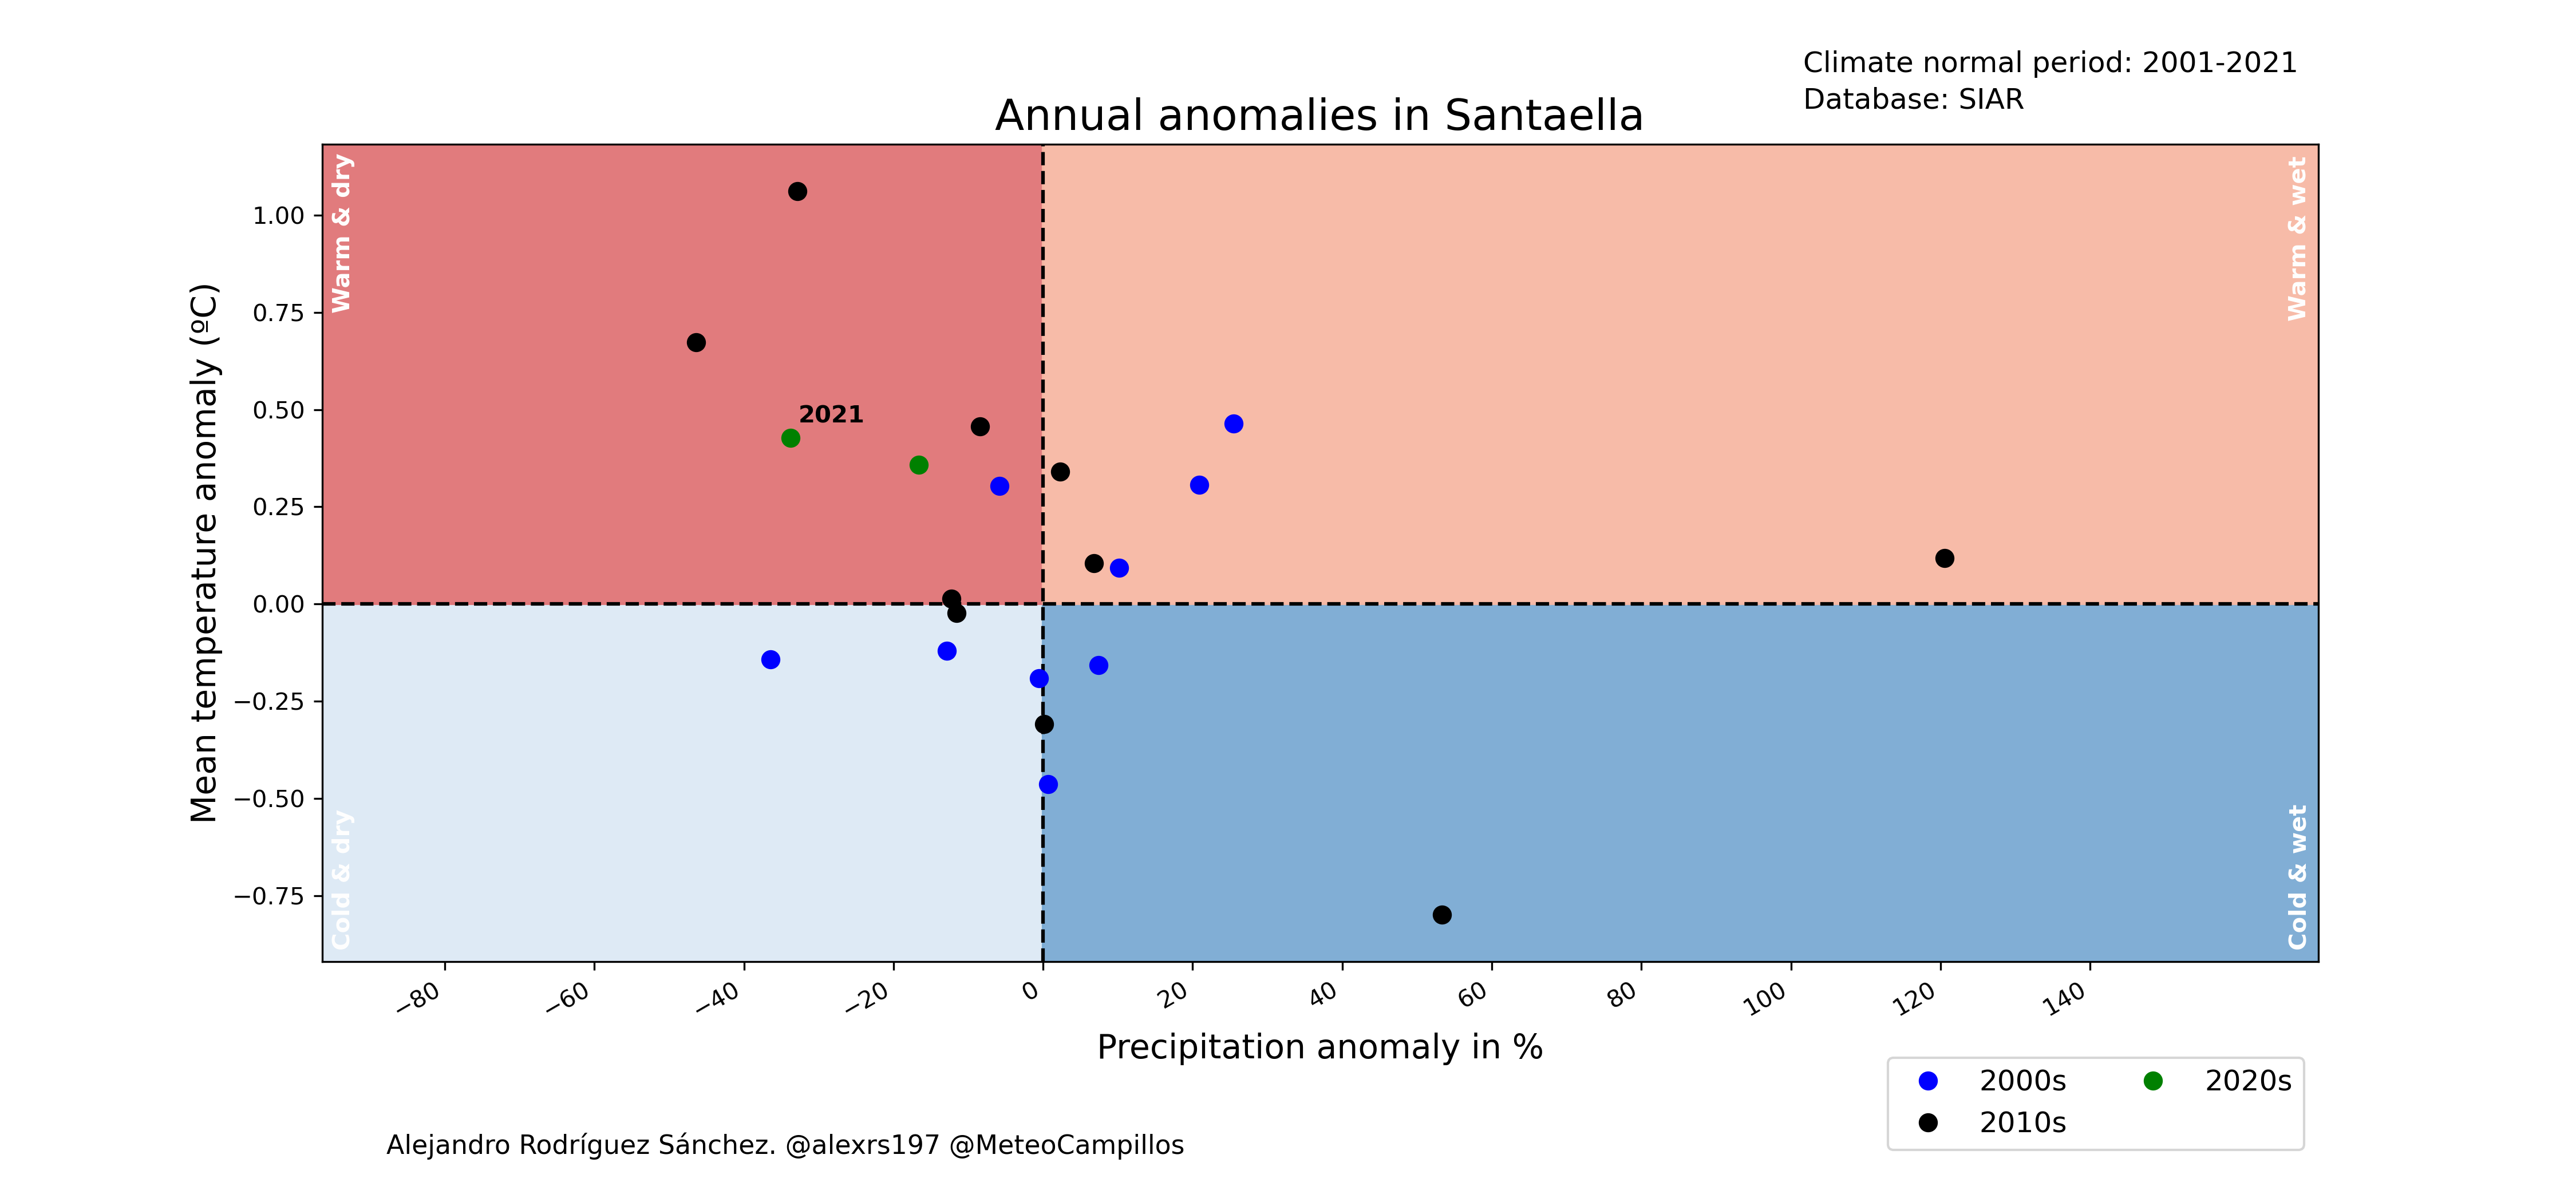 Climate normal period: 2001-2021
Database: SIAR
Annual anomalies in Santaella
Warm & dry
Warm & wet
Cold & dry
Cold & wet
Mean temperature anomaly (ºC)
1.00
0.75
0.50
0.25
0.00
−0.25
−0.50
−0.75
2021
−80
−60
−40
−20
0
20
40
60
80
100
120
140
Precipitation anomaly in %
2000s
2010s
2020s
Alejandro Rodríguez Sánchez. @alexrs197 @MeteoCampillos